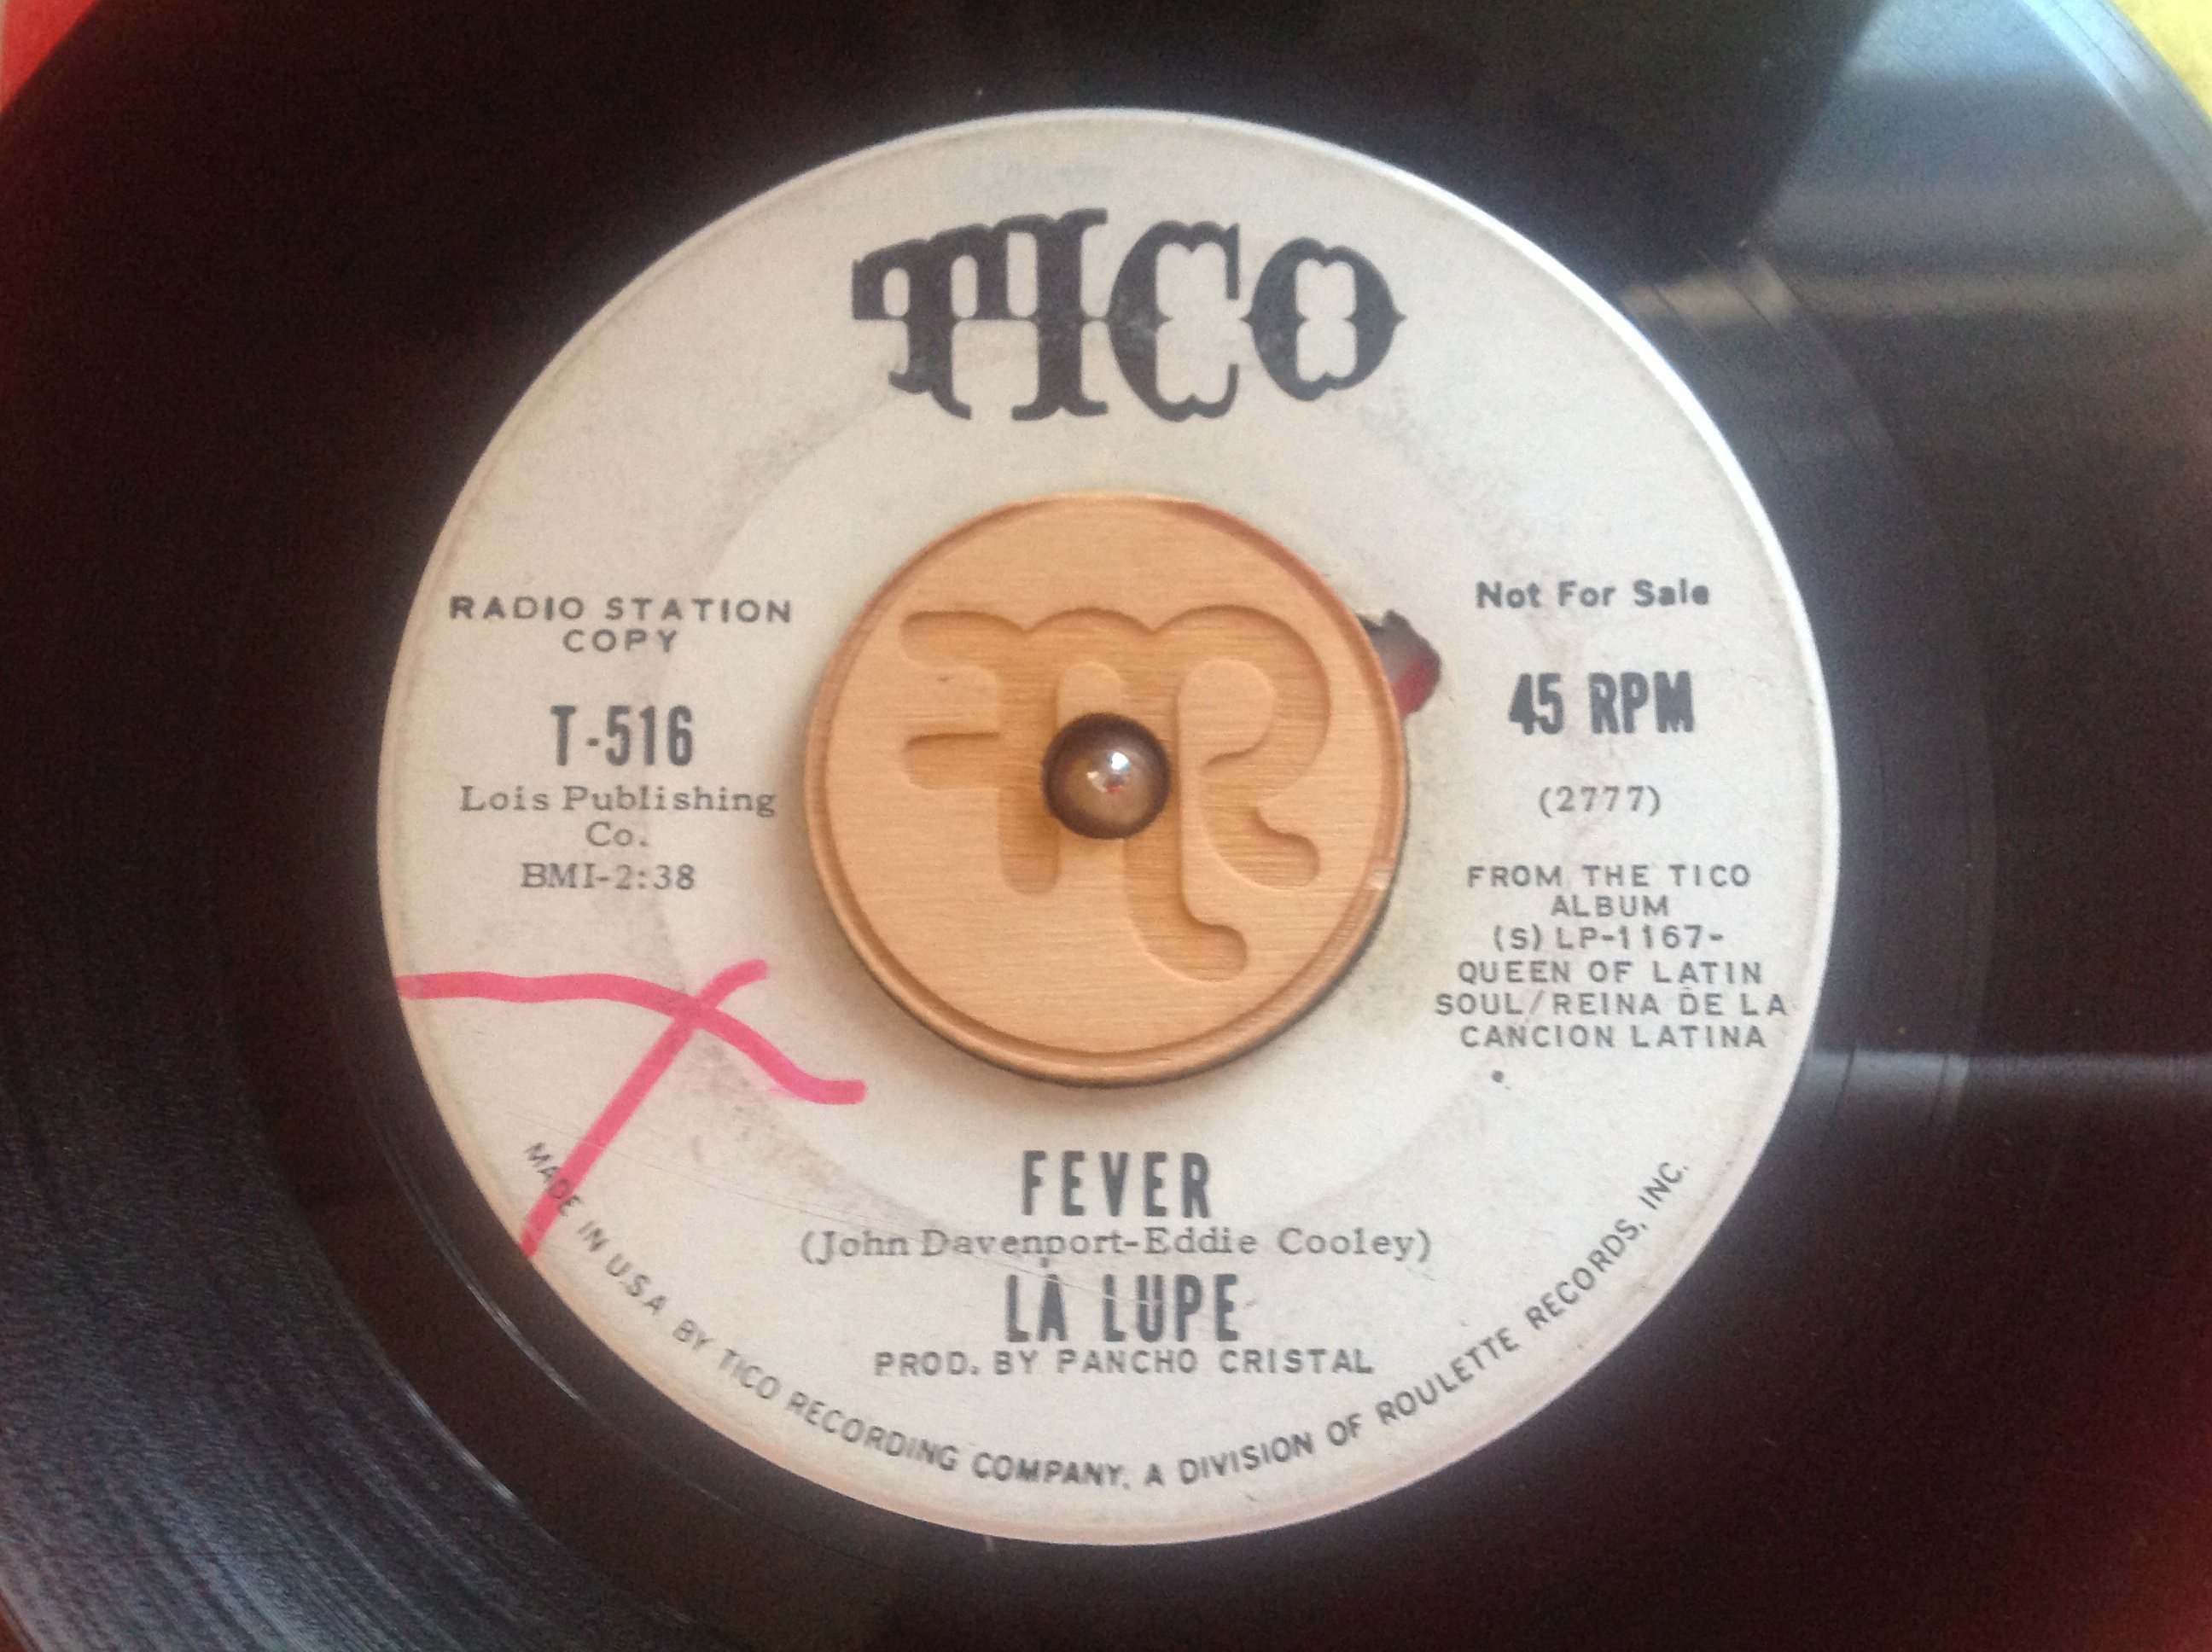 TICO
RADIO STATION
COPY
T-516
Lois Publishing
Co.
BMI-2:38
Not For Sale
45 RPM
(2777)
FROM THE TICO
ALBUM
(S) LP-1167-
QUEEN OF LATIN
SOUL/REINA DE LA
CANCION LATINA
FEVER
(John Davenport-Eddie Cooley)
LA LUPE
PROD. BY PANCHO CRISTAL
MADE IN U.S.A BY TICO RECORDING COMPANY, A DIVISION OF ROULETTE RECORDS, INC.